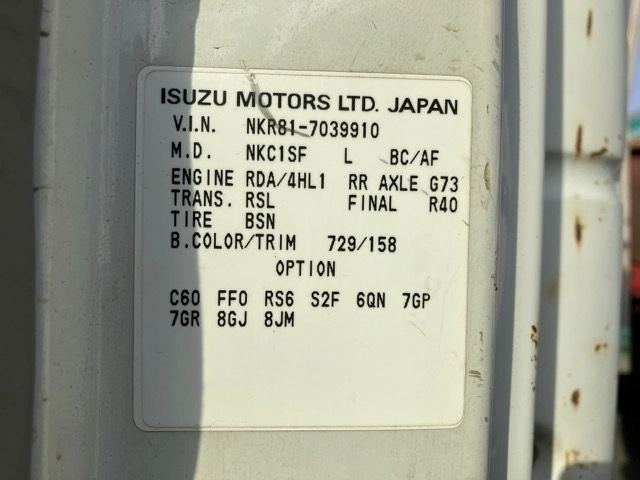 ISUZU MOTORS LTD. JAPAN
V.I.N. NKR81-7039910
M.D. NKC1SF L BC/AF
ENGINE RDA/4HL1 RR AXLE G73
TRANS. RSL FINAL R40
TIRE BSN
B.COLOR/TRIM 729/158
OPTION
C60 FF0 RS6 S2F 6QN 7GP
7GR 8GJ 8JM